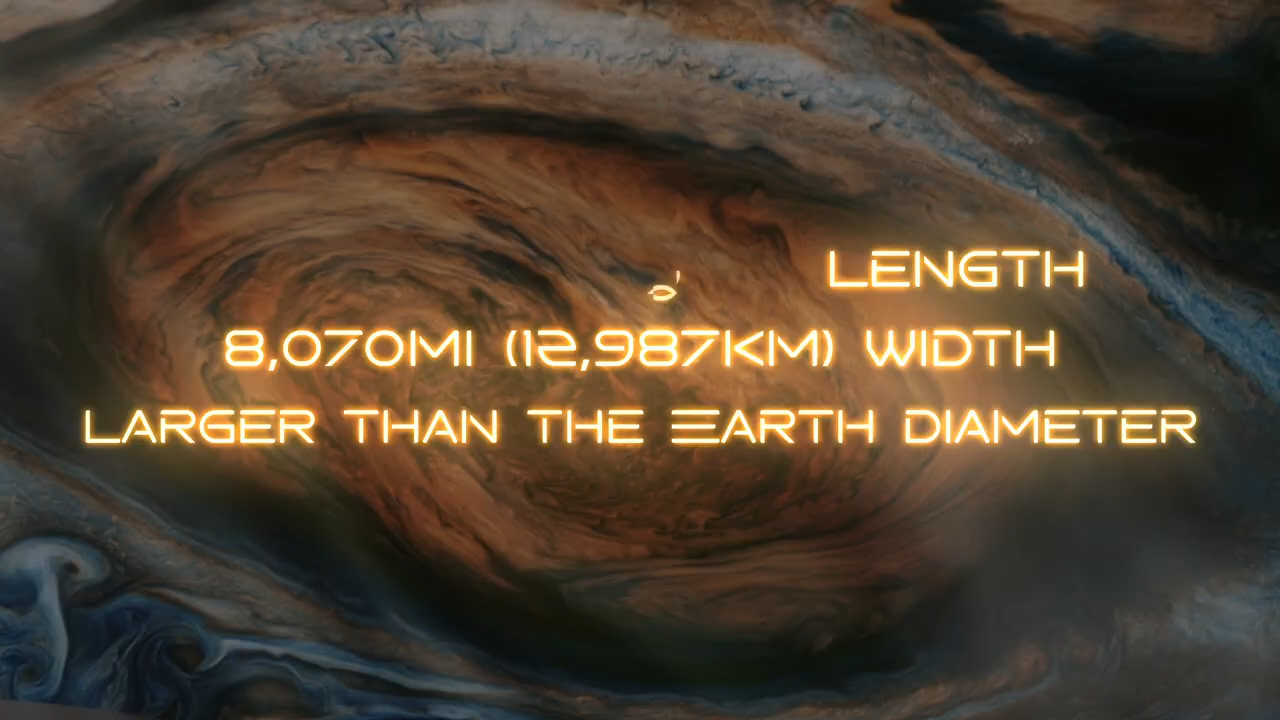 LENGTH
8,070MI (12,987KM) WIDTH
LARGER THAN THE EARTH DIAMETER